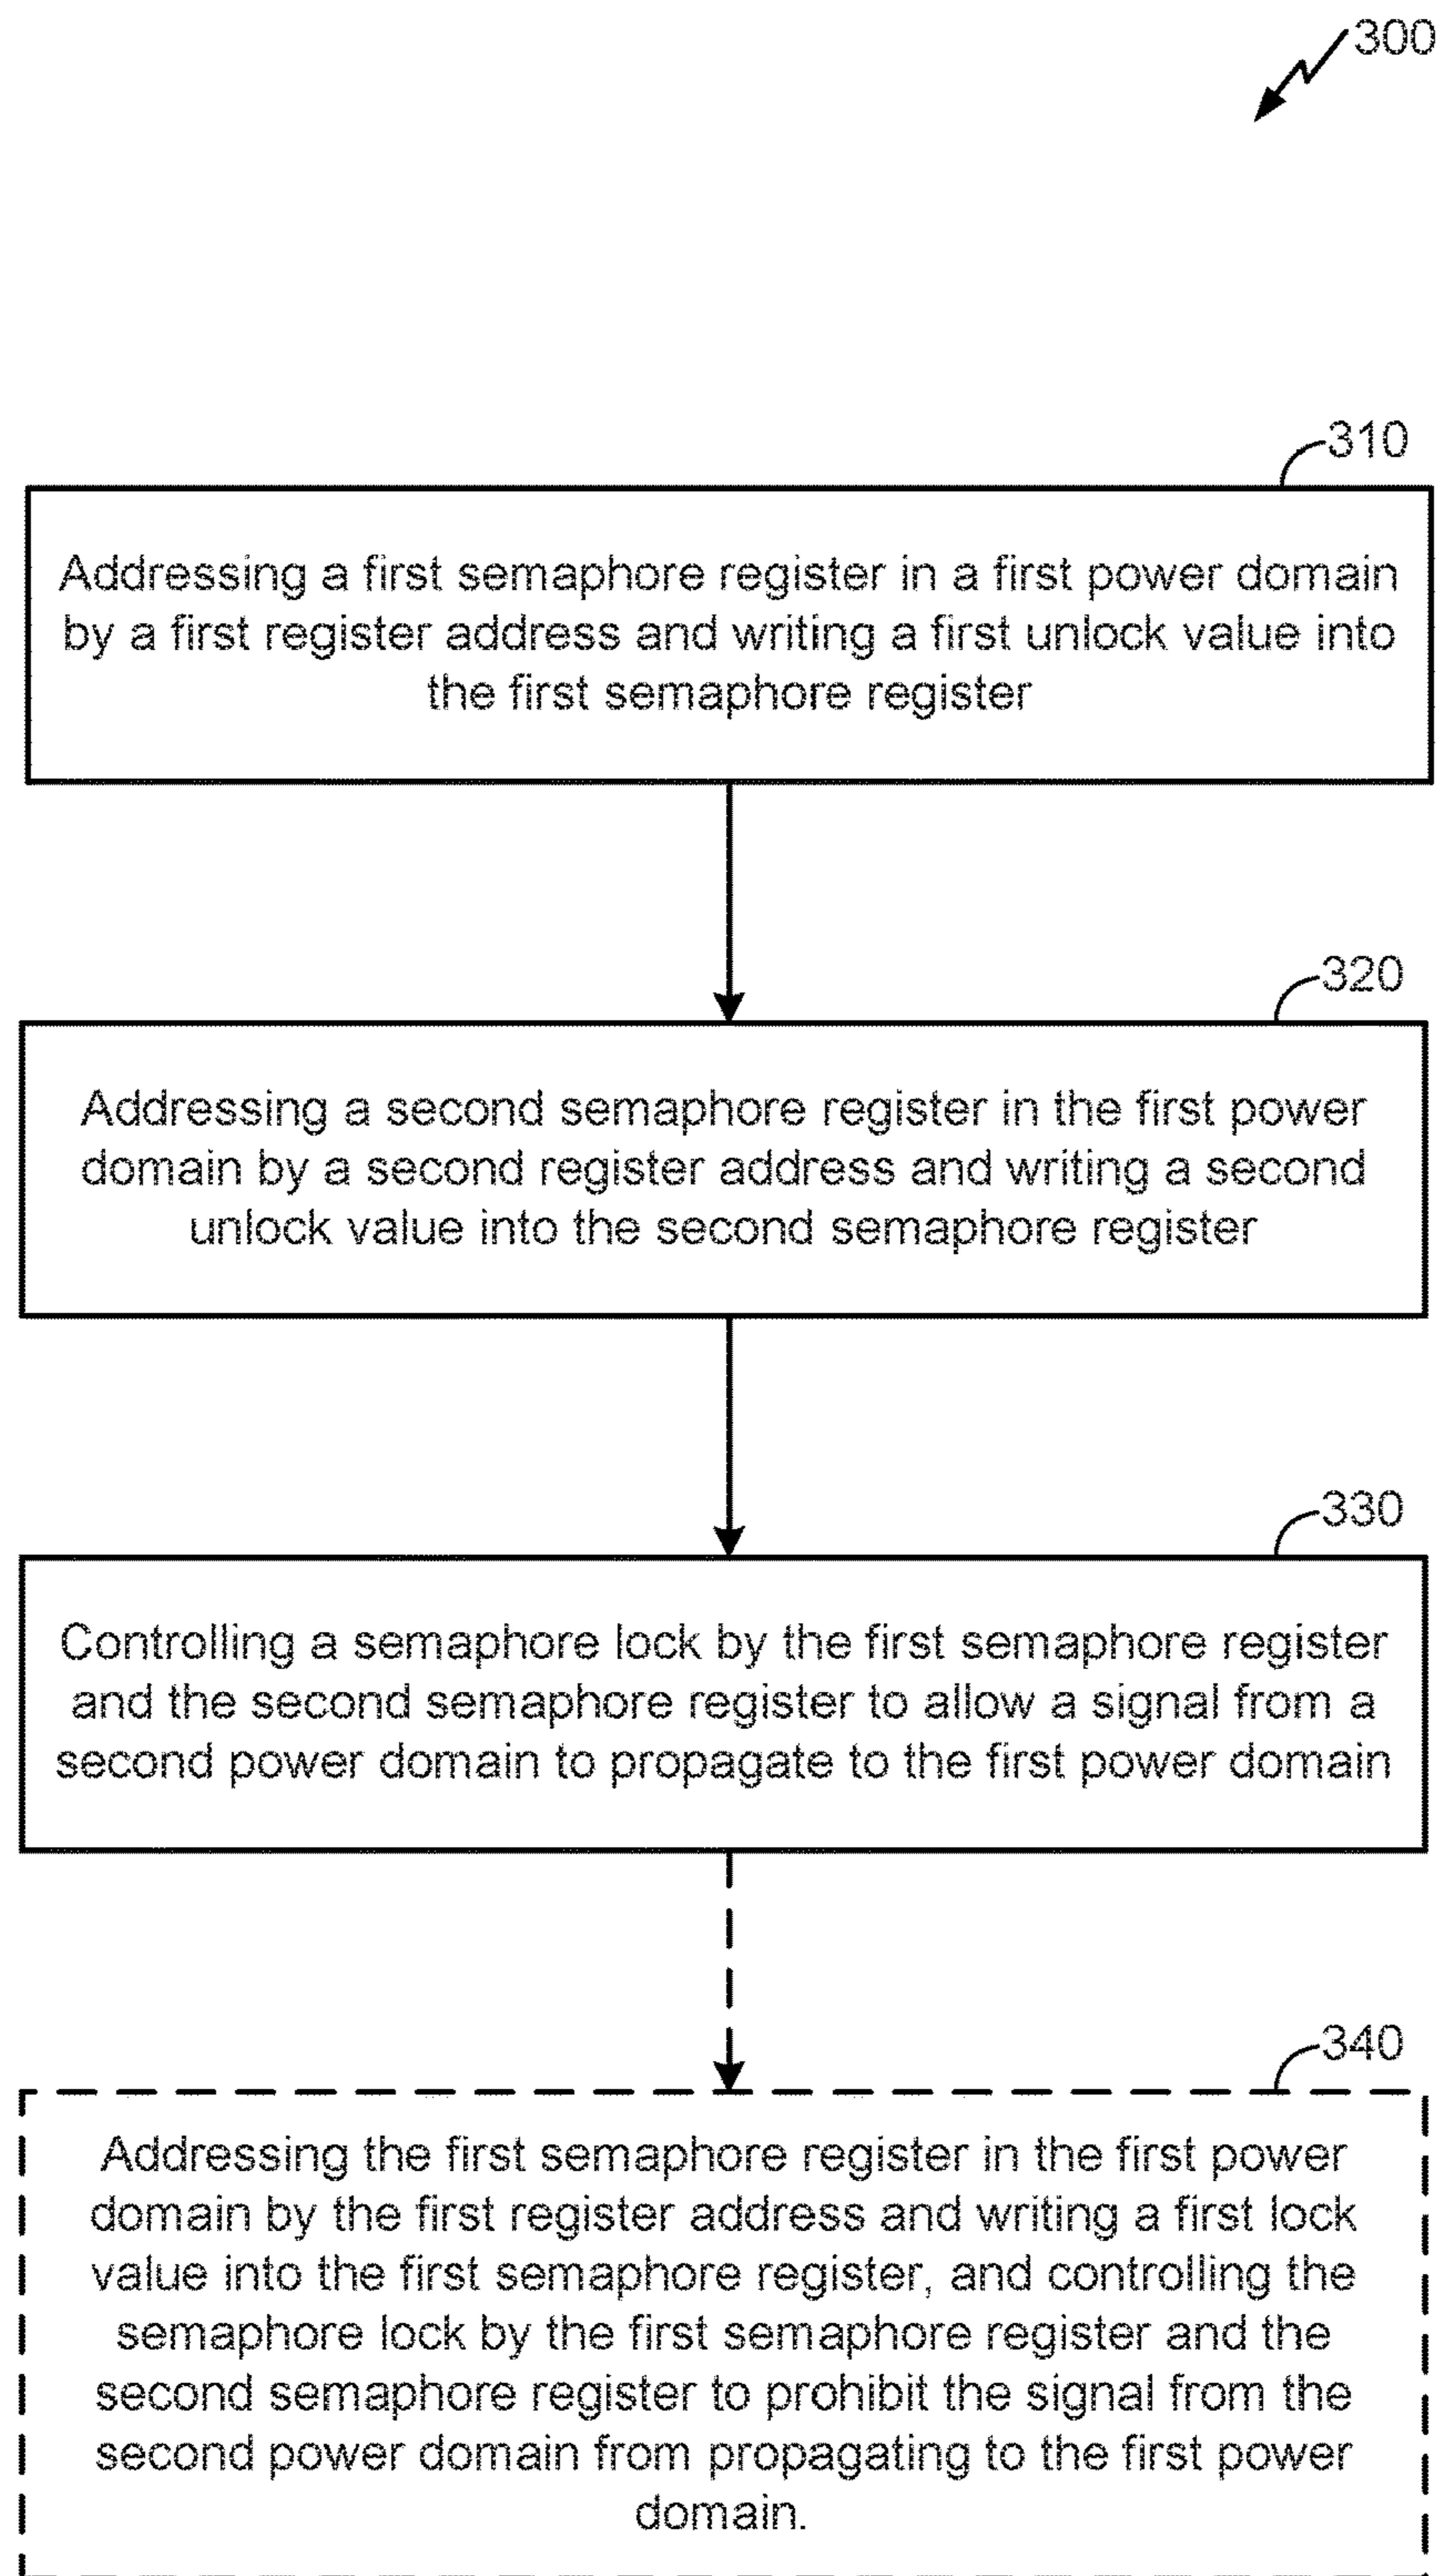 300
310
Addressing a first semaphore register in a first power domain
by a first register address and writing a first unlock value into
the first semaphore register
320
Addressing a second semaphore register in the first power
domain by a second register address and writing a second
unlock value into the second semaphore register
330
Controlling a semaphore lock by the first semaphore register
and the second semaphore register to allow a signal from a
second power domain to propagate to the first power domain
340
Addressing the first semaphore register in the first power
domain by the first register address and writing a first lock
value into the first semaphore register, and controlling the
semaphore lock by the first semaphore register and the
second semaphore register to prohibit the signal from the
second power domain from propagating to the first power
domain.